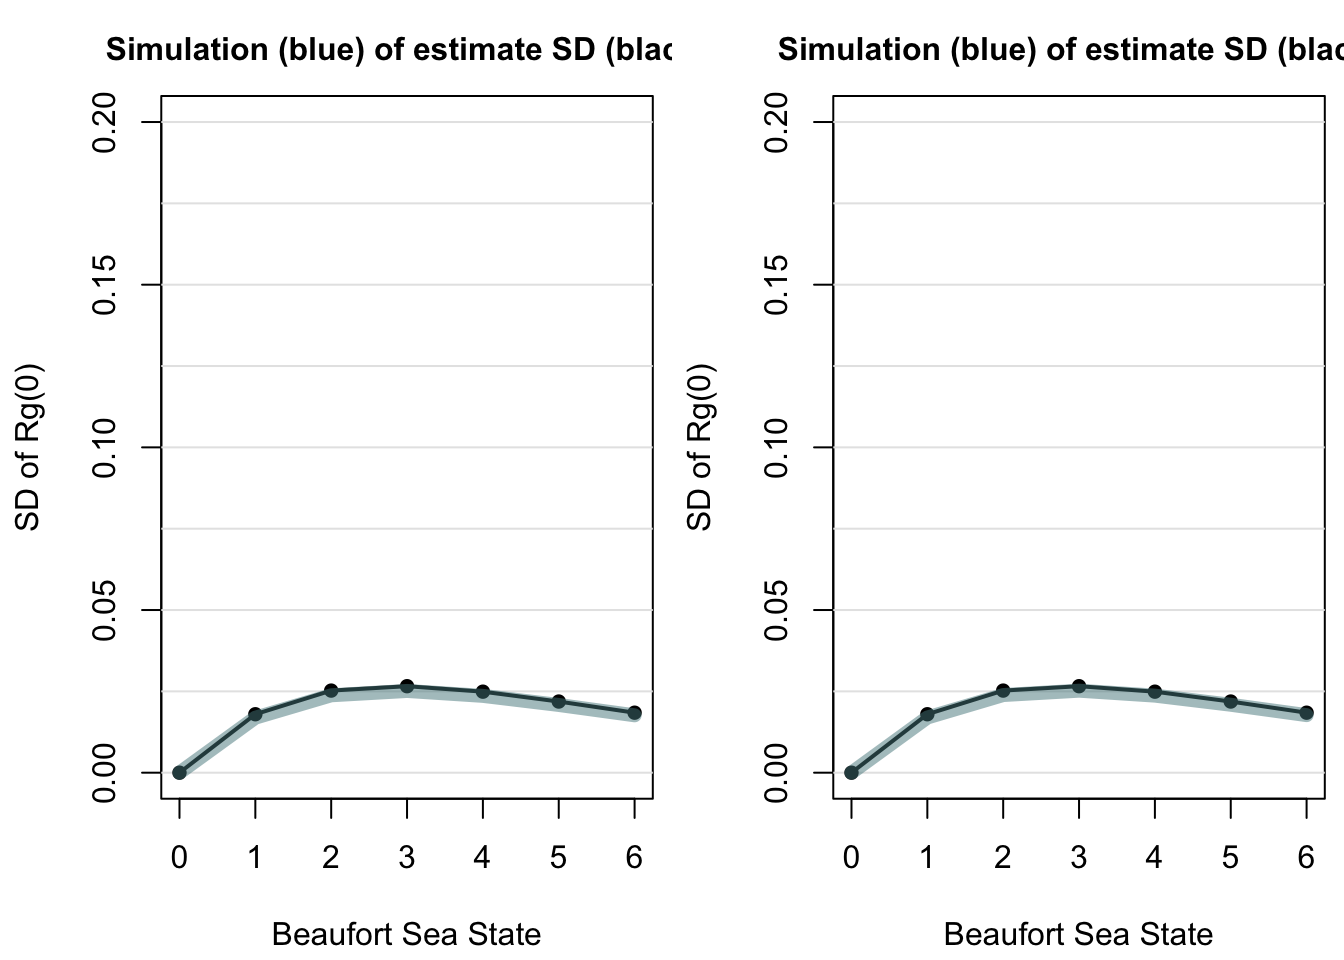 Simulation (blue) of estimate SD (blac
SD of Rg(0)
0.20
0.15
0.10
0.05
0.00
0 1 2 3 4 5 6
Beaufort Sea State
Simulation (blue) of estimate SD (blac
SD of Rg(0)
0.20
0.15
0.10
0.05
0.00
0 1 2 3 4 5 6
Beaufort Sea State